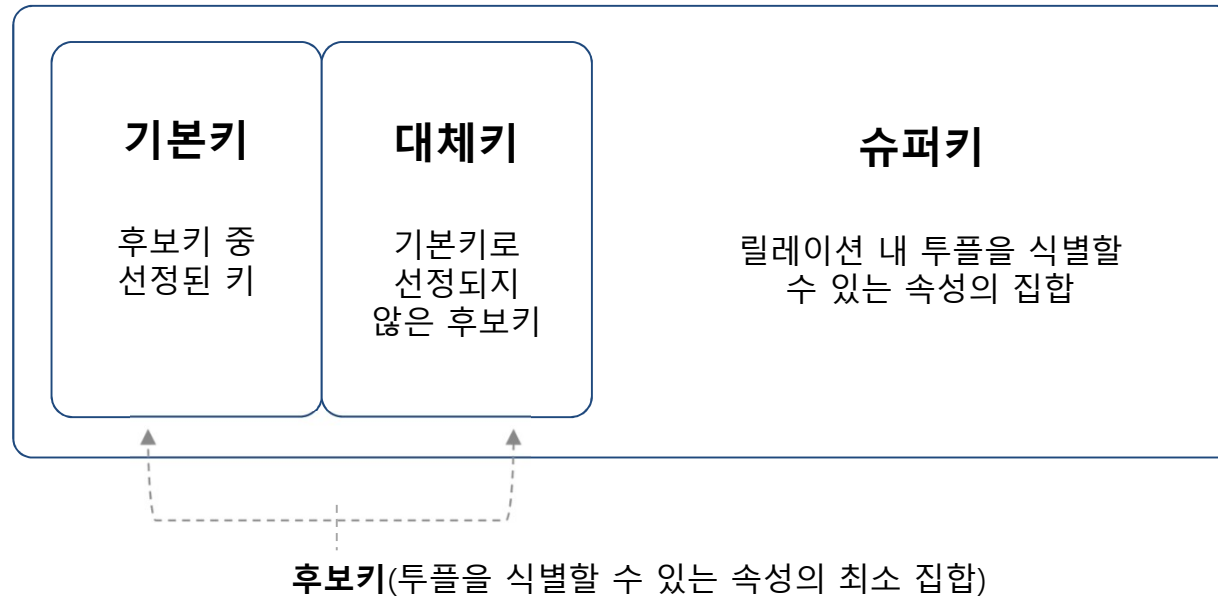 기본키
후보키 중
선정된 키
대체키
기본키로
선정되지
않은 후보키
슈퍼키
릴레이션 내 투플을 식별할
수 있는 속성의 집합
후보키(투플을 식별할 수 있는 속성의 최소 집합)